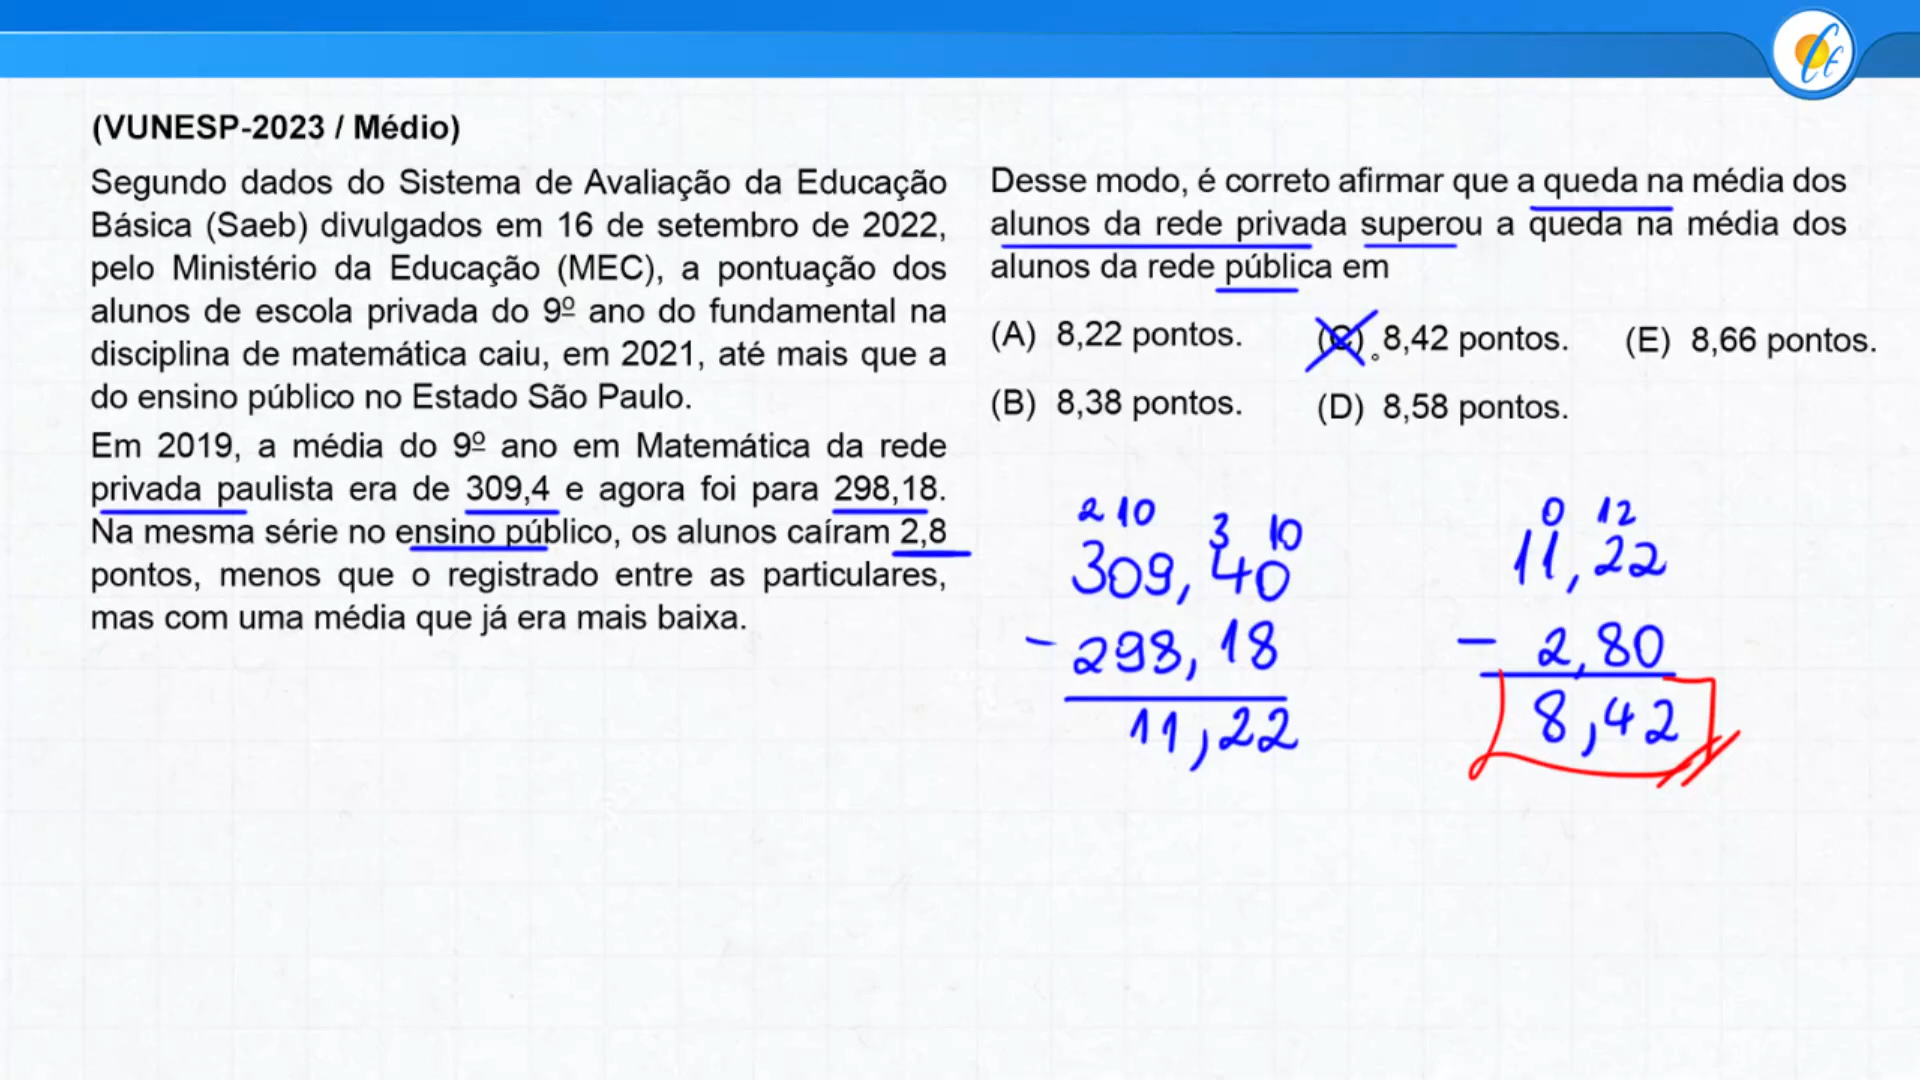 (VUNESP-2023 / Médio)
Segundo dados do Sistema de Avaliação da Educação
Básica (Saeb) divulgados em 16 de setembro de 2022,
pelo Ministério da Educação (MEC), a pontuação dos
alunos de escola privada do 9º ano do fundamental na
disciplina de matemática caiu, em 2021, até mais que a
do ensino público no Estado São Paulo.
Em 2019, a média do 9º ano em Matemática da rede
privada paulista era de 309,4 e agora foi para 298,18.
Na mesma série no ensino público, os alunos caíram 2,8
pontos, menos que o registrado entre as particulares,
mas com uma média que já era mais baixa.
Desse modo, é correto afirmar que a queda na média dos
alunos da rede privada superou a queda na média dos
alunos da rede pública em
(A) 8,22 pontos.
(B) 8,38 pontos.
(C) 8,42 pontos.
(D) 8,58 pontos.
(E) 8,66 pontos.
2 10 3 10
309,40
- 298,18
11,22
0 12
11,22
- 2,80
8,42